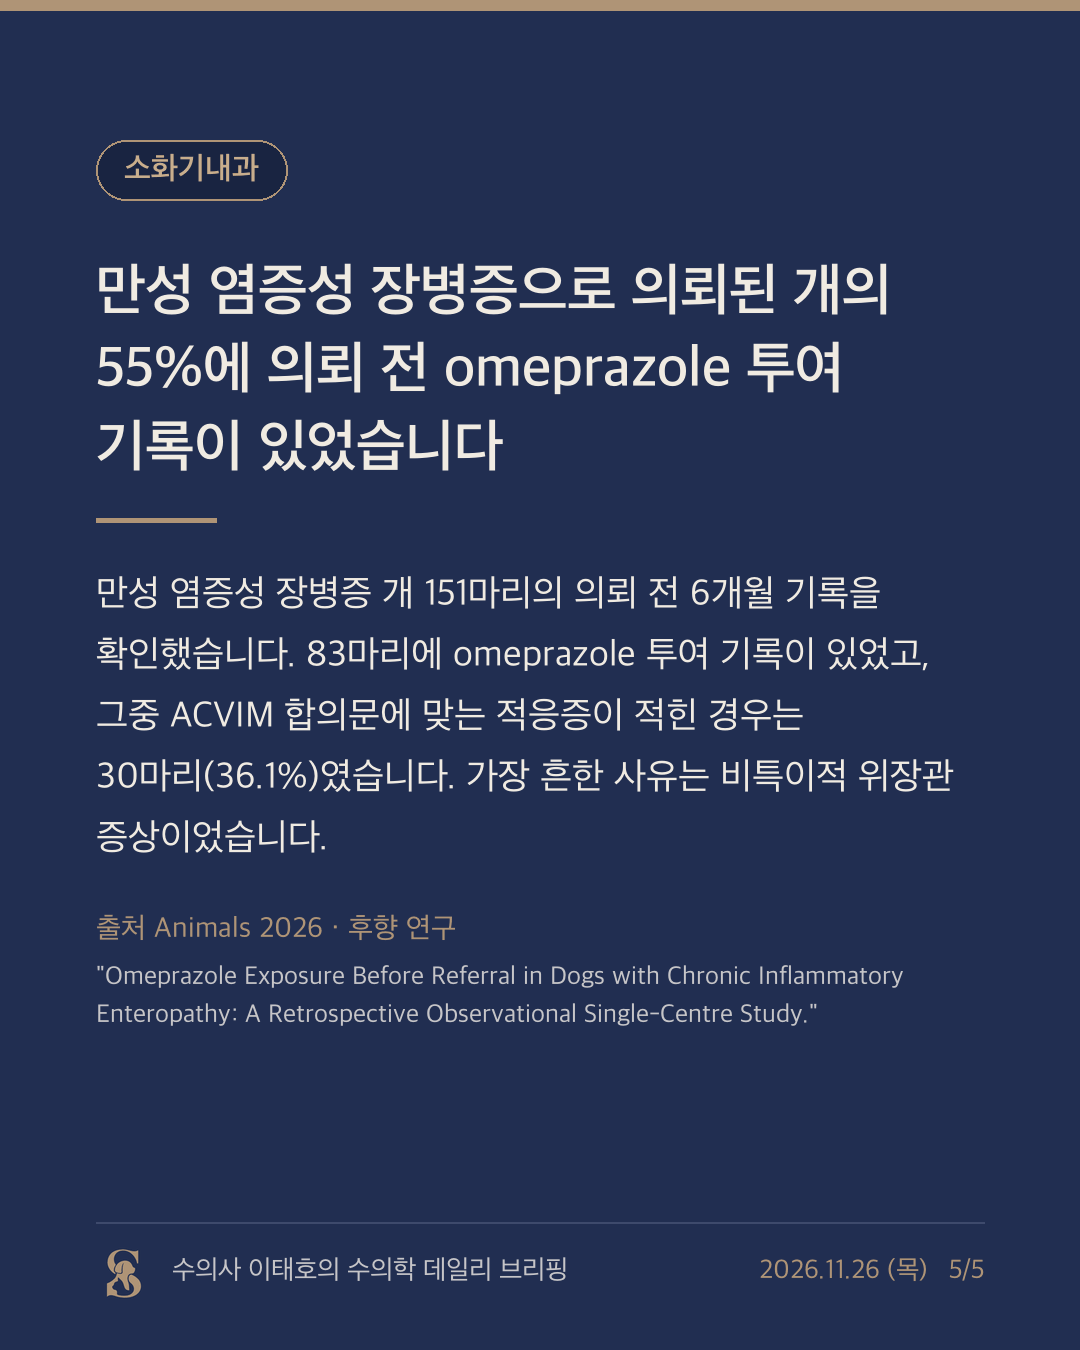 소화기내과
만성 염증성 장병증으로 의뢰된 개의
55%에 의뢰 전 omeprazole 투여
기록이 있었습니다
만성 염증성 장병증 개 151마리의 의뢰 전 6개월 기록을
확인했습니다. 83마리에 omeprazole 투여 기록이 있었고,
그중 ACVIM 합의문에 맞는 적응증이 적힌 경우는
30마리(36.1%)였습니다. 가장 흔한 사유는 비특이적 위장관
증상이었습니다.
출처 Animals 2026 · 후향 연구
"Omeprazole Exposure Before Referral in Dogs with Chronic Inflammatory
Enteropathy: A Retrospective Observational Single-Centre Study."
수의사 이태호의 수의학 데일리 브리핑
2026.11.26 (목) 5/5